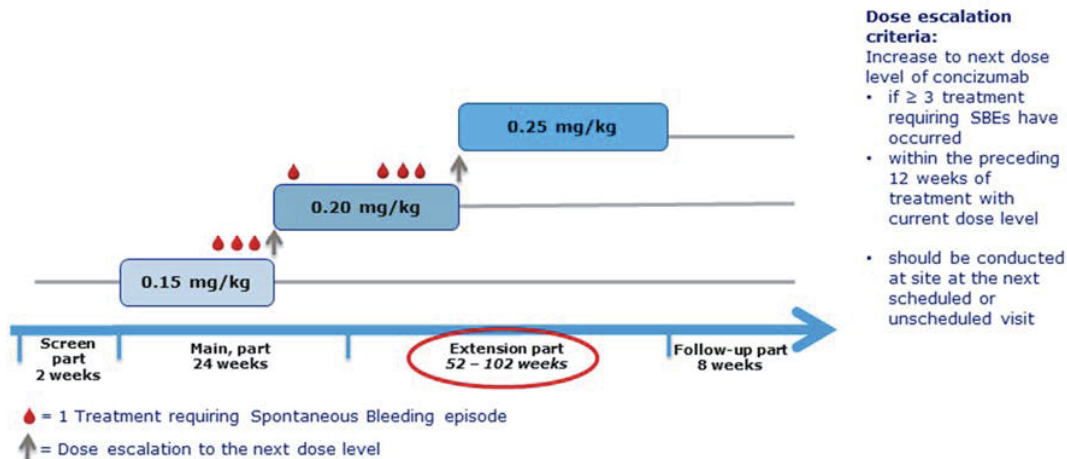 Dose escalation
criteria:
Increase to next dose
level of concizumab
• if ≥ 3 treatment
requiring SBEs have
occurred
• within the preceding
12 weeks of
treatment with
current dose level
• should be conducted
at site at the next
scheduled or
unscheduled visit
0.25 mg/kg
0.20 mg/kg
0.15 mg/kg
Screen
part
2 weeks
Main, part
24 weeks
Extension part
52 – 102 weeks
Follow-up part
8 weeks
= 1 Treatment requiring Spontaneous Bleeding episode
= Dose escalation to the next dose level